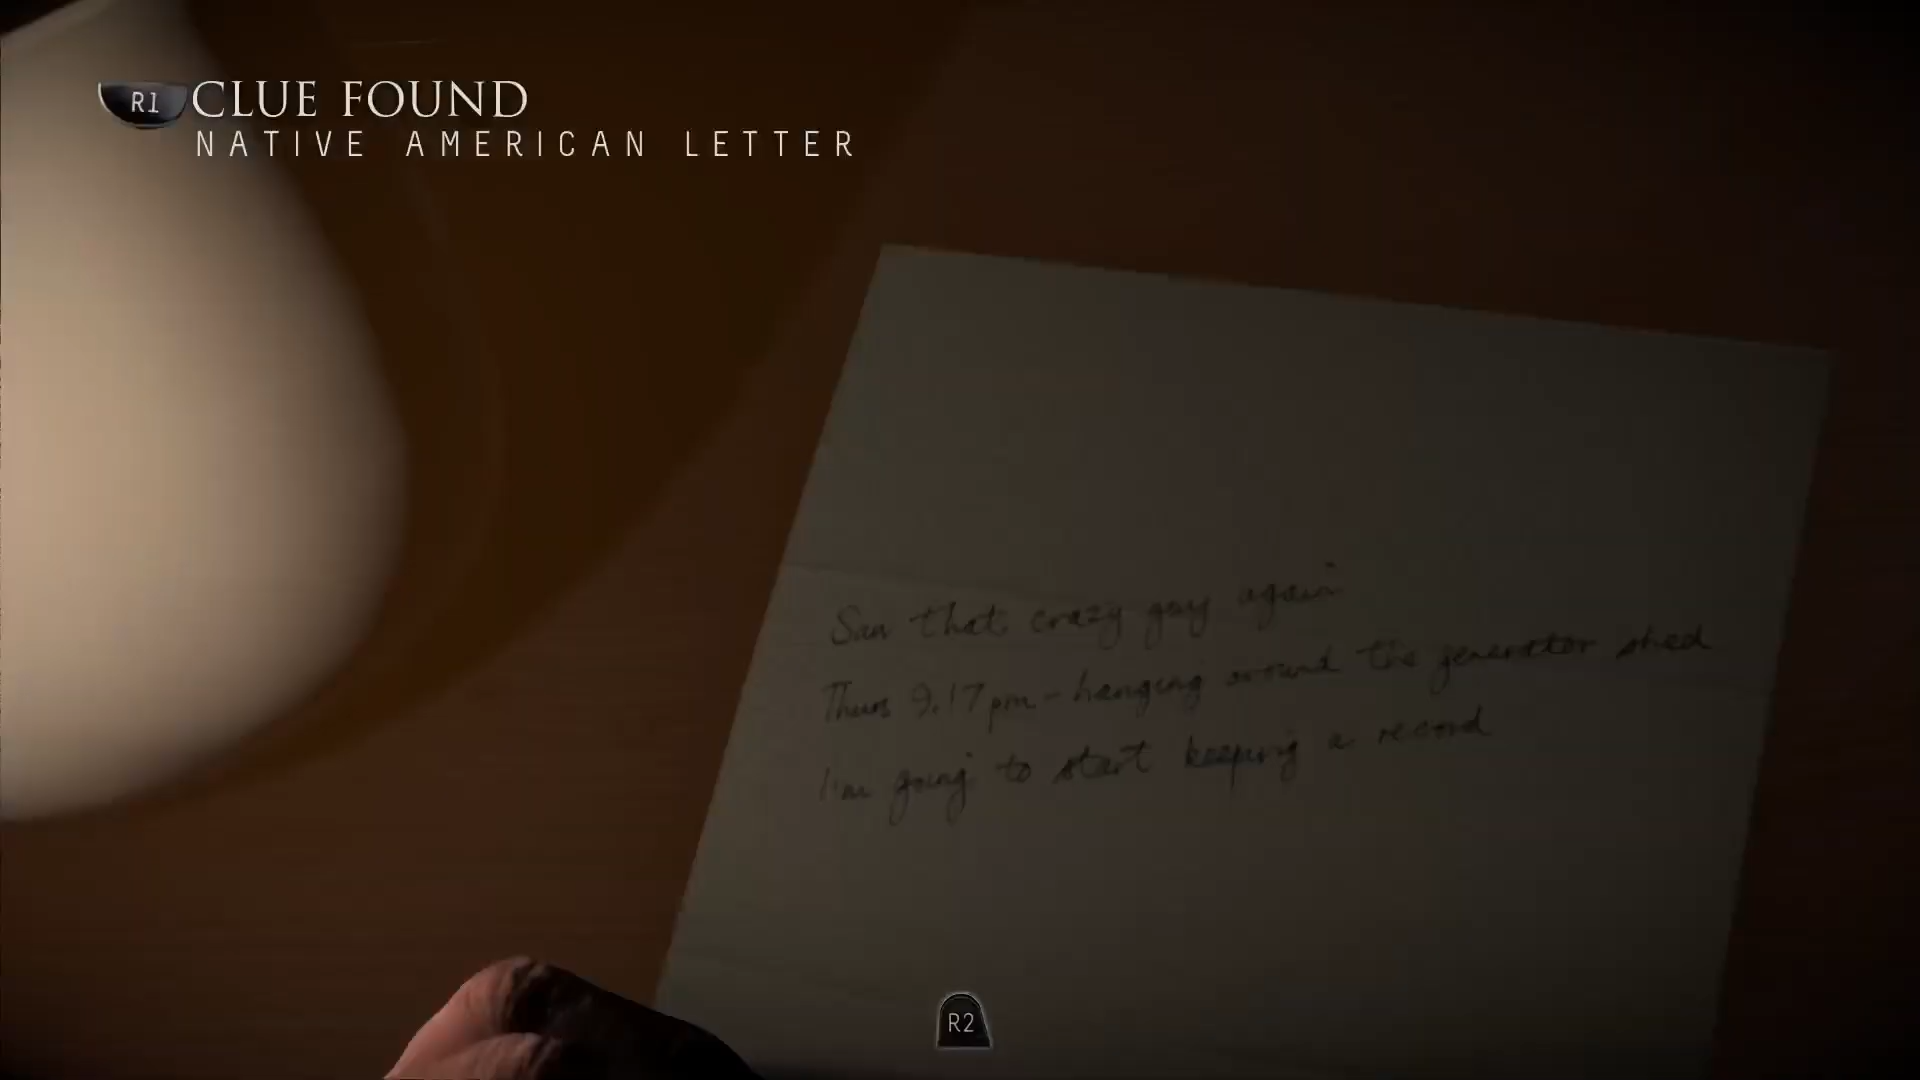 R1 CLUE FOUND
NATIVE AMERICAN LETTER
Saw that crazy guy again
Thurs 9.17pm - hanging around the generator shed
I'm going to start keeping a record
R2